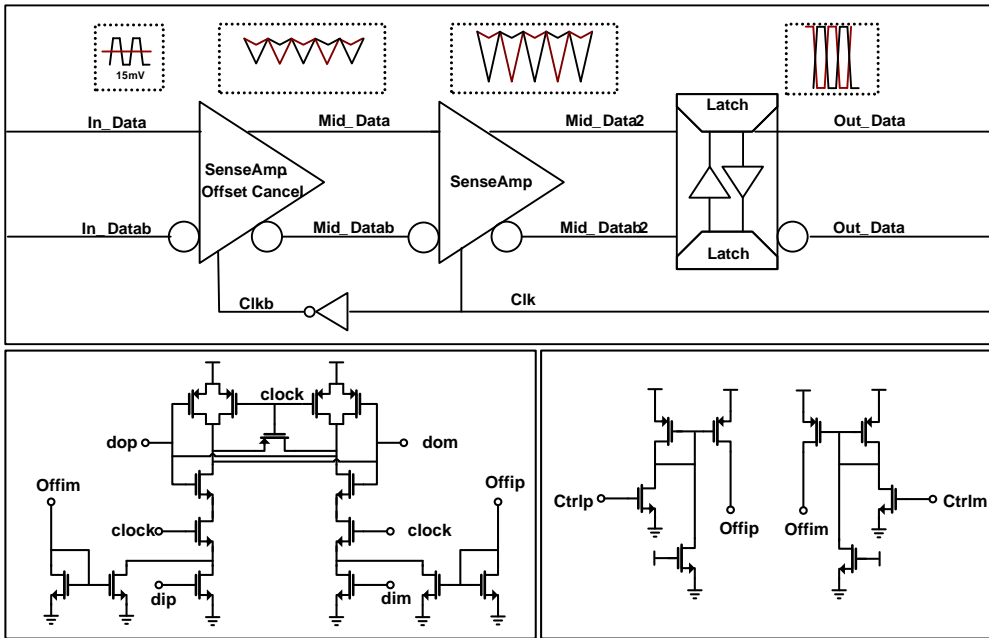 15mV
Latch
In_Data
Mid_Data
Mid_Data2
Out_Data
SenseAmp
Offset Cancel
SenseAmp
In_Datab
Mid_Datab
Mid_Datab2
Out_Data
Latch
Clkb
Clk
clock
dop
dom
Offim
Offip
clock
clock
dip
dim
Ctrlp
Offip
Offim
Ctrlm